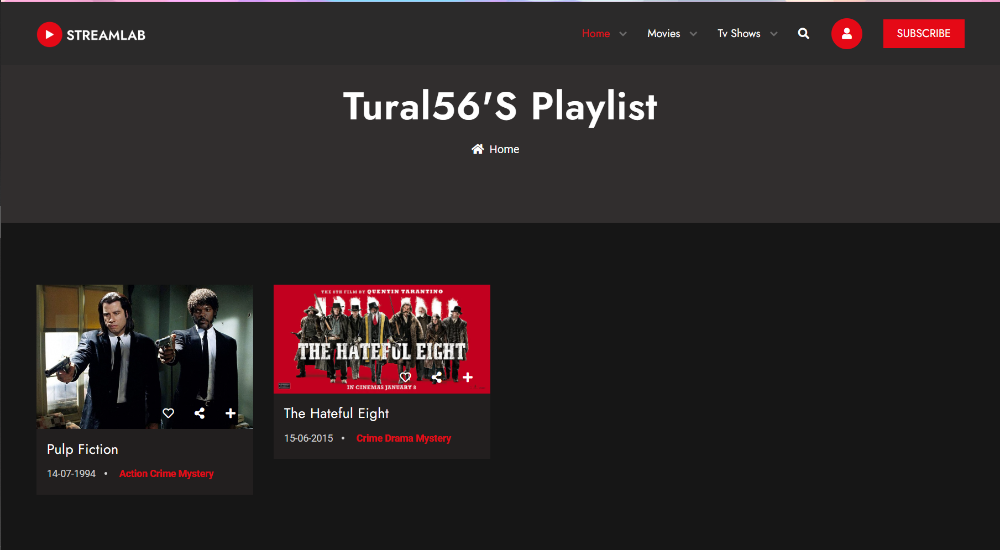 STREAMLAB
Home Movies Tv Shows SUBSCRIBE
Tural56'S Playlist
Home
THE 8TH FILM BY QUENTIN TARANTINO
THE HATEFUL EIGHT
IN CINEMAS JANUARY 8
The Hateful Eight
15-06-2015 • Crime Drama Mystery
Pulp Fiction
14-07-1994 • Action Crime Mystery